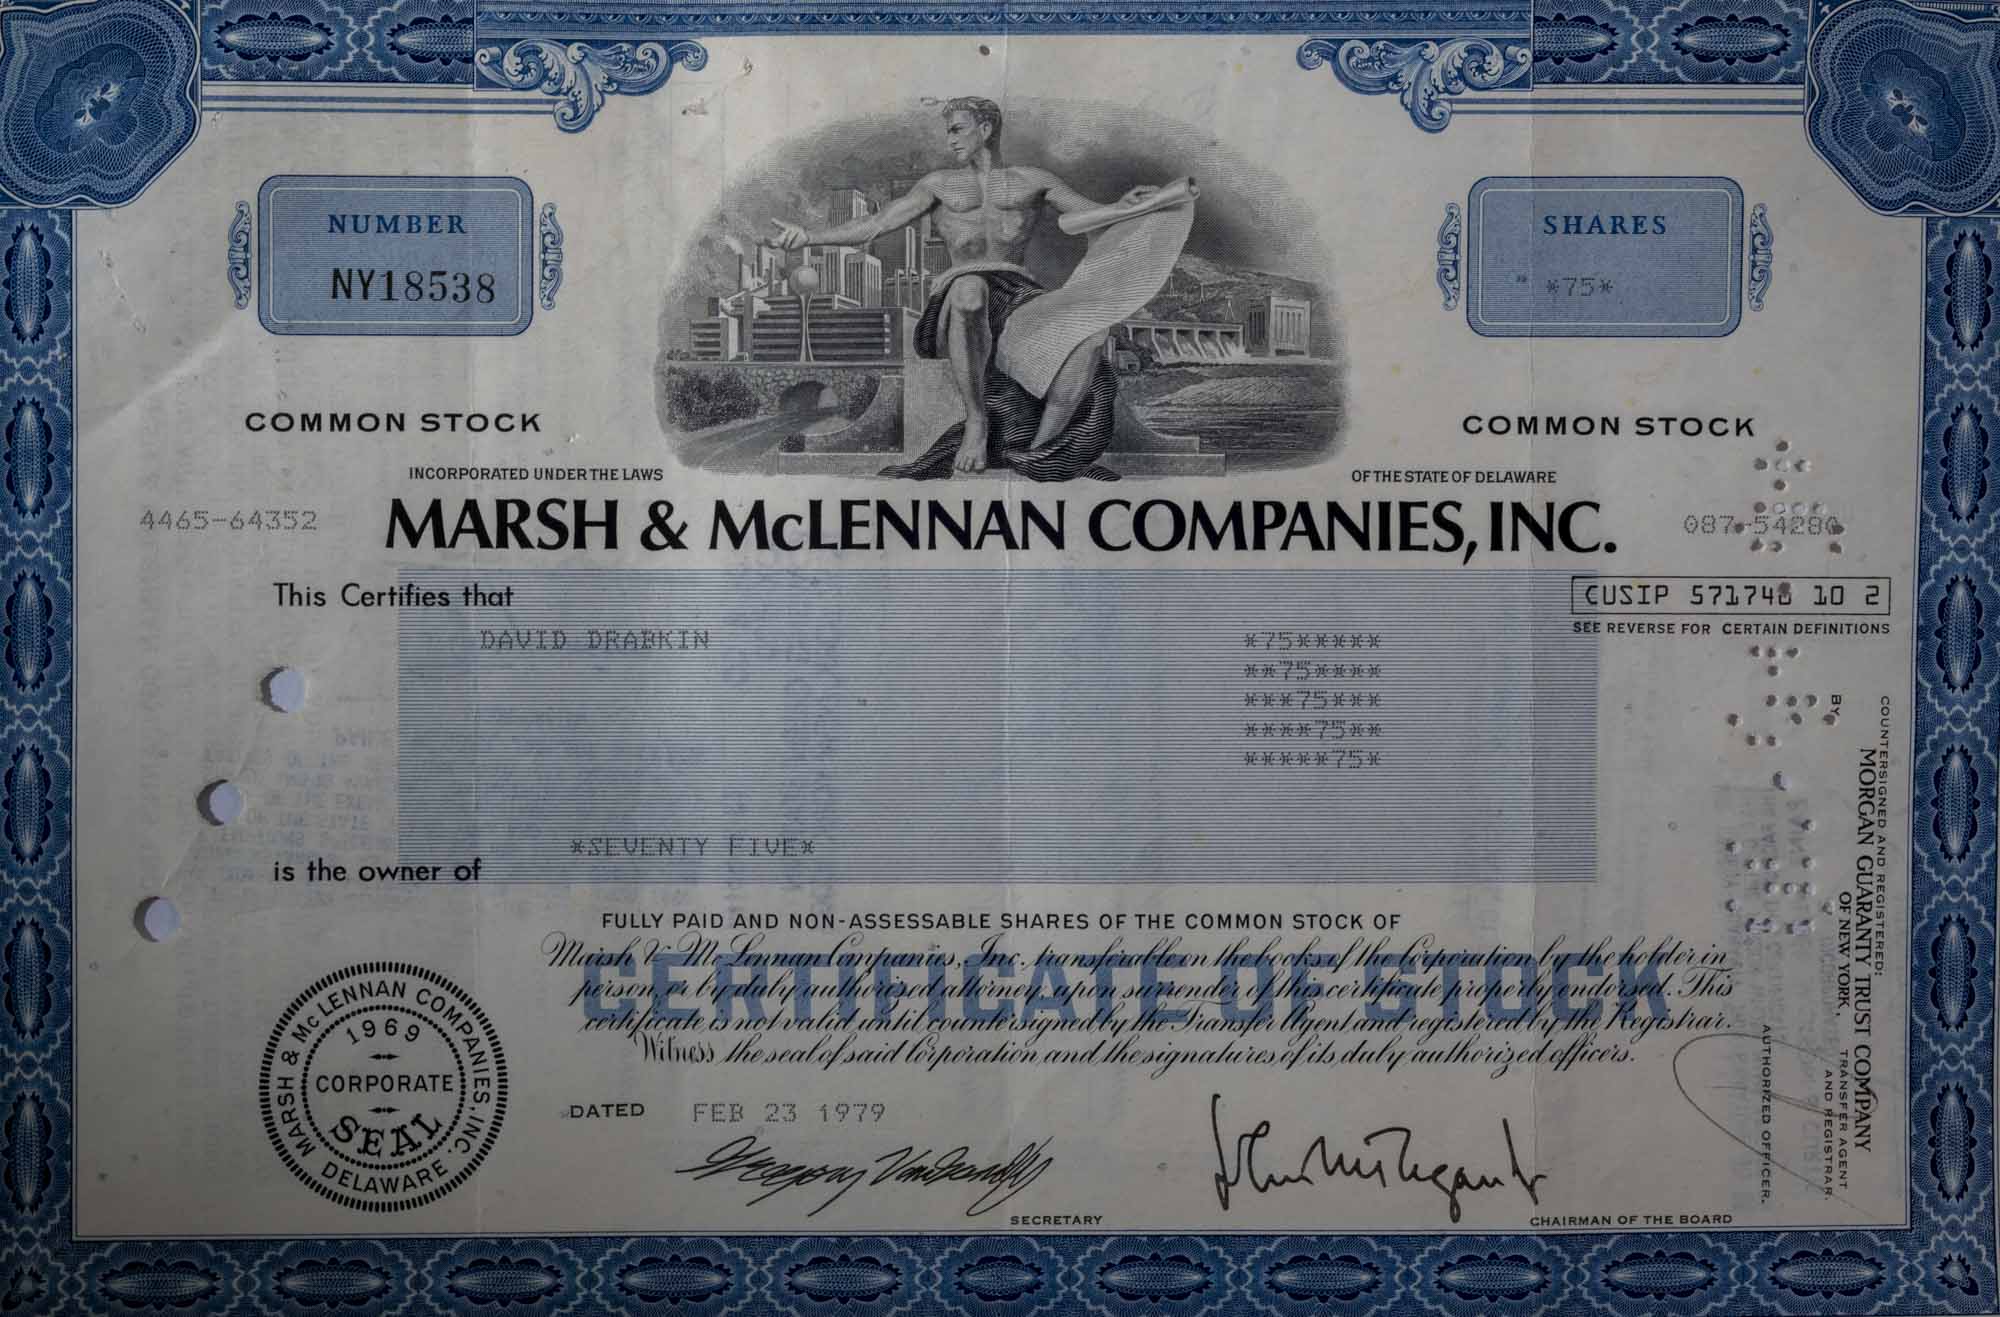 NUMBER
NY18538
SHARES
*75*
COMMON STOCK
COMMON STOCK
INCORPORATED UNDER THE LAWS
OF THE STATE OF DELAWARE
4465-64352
MARSH & McLENNAN COMPANIES, INC.
This Certifies that
CUSIP 571748 10 2
SEE REVERSE FOR CERTAIN DEFINITIONS
DAVID DRABKIN
*75*****
**75****
***75***
****75**
*****75*
*SEVENTY FIVE*
is the owner of
FULLY PAID AND NON-ASSESSABLE SHARES OF THE COMMON STOCK OF
CERTIFICATE OF STOCK
Marsh & McLennan Companies, Inc. transferable on the books of the Corporation by the holder in
person, or by duly authorized attorney, upon surrender of this certificate properly endorsed. This
certificate is not valid until countersigned by the Transfer Agent and registered by the Registrar.
Witness the seal of said Corporation and the signatures of its duly authorized officers.
MARSH & McLENNAN COMPANIES, INC.
1969
CORPORATE
SEAL
DELAWARE
DATED FEB 23 1979
SECRETARY
CHAIRMAN OF THE BOARD
COUNTERSIGNED AND REGISTERED:
MORGAN GUARANTY TRUST COMPANY
OF NEW YORK,
TRANSFER AGENT
AND REGISTRAR.
BY
AUTHORIZED OFFICER.